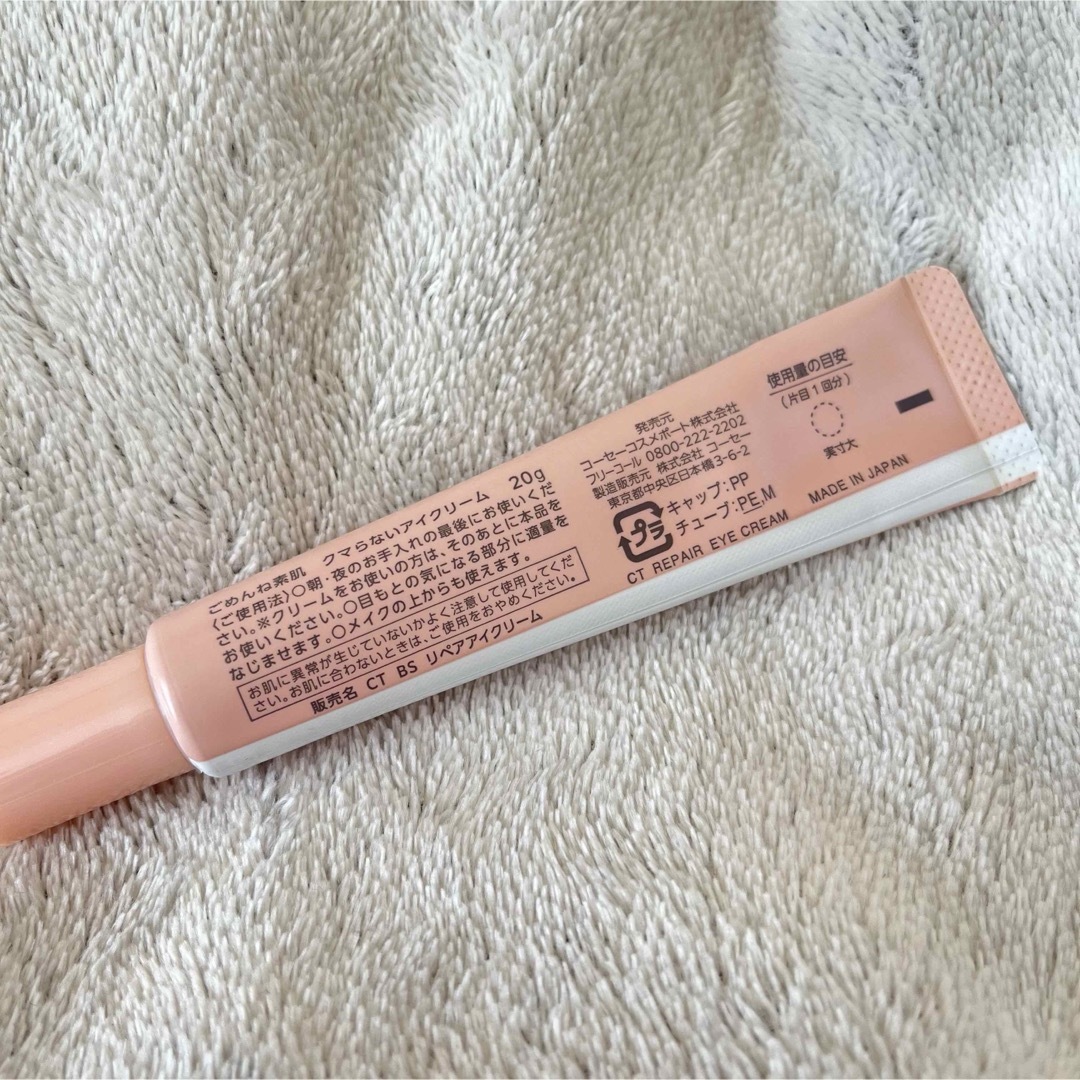 ごめんね素肌 クマらないアイクリーム 20g
〈ご使用法〉○朝・夜のお手入れの最後にお使いくだ
さい。※クリームをお使いの方は、そのあとに本品を
お使いください。○目もとの気になる部分に適量を
なじませます。○メイクの上からも使えます。
お肌に異常が生じていないかよく注意して使用してくだ
さい。お肌に合わないときは、ご使用をおやめください。
販売名 CT BS リペアアイクリーム
発売元
コーセーコスメポート株式会社
フリーコール 0800-222-2202
製造販売元 株式会社 コーセー
東京都中央区日本橋3-6-2
プラ
キャップ:PP
チューブ:PE,M
CT REPAIR EYE CREAM
使用量の目安
(片目1回分)
実寸大
MADE IN JAPAN